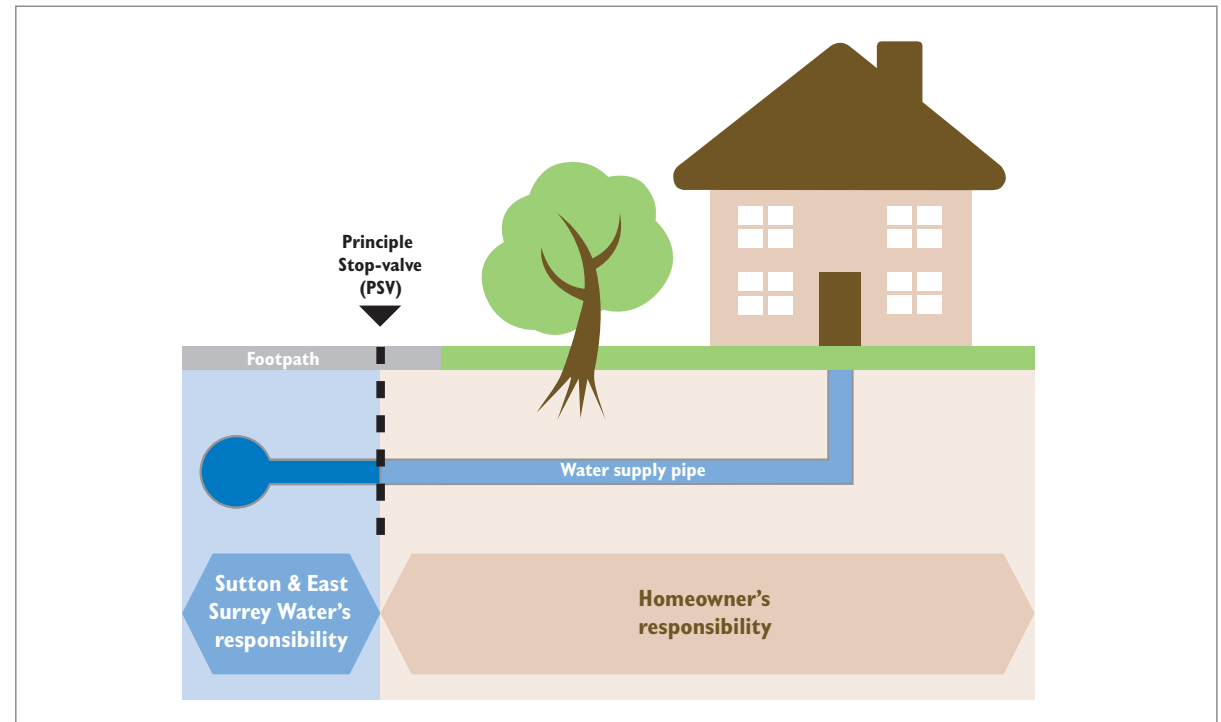 Principle
Stop-valve
(PSV)
Footpath
Water supply pipe
Sutton & East
Surrey Water’s
responsibility
Homeowner’s
responsibility